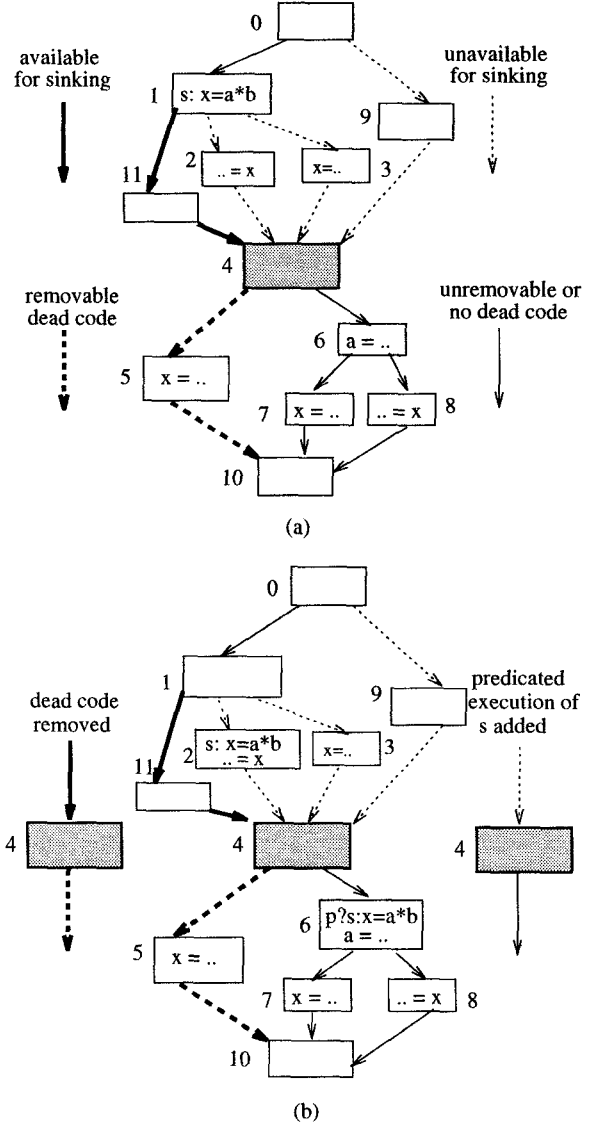 0
available
for sinking
unavailable
for sinking
1
s: x=a*b
9
2
.. = x
x=..
3
11
4
removable
dead code
unremovable or
no dead code
6
a = ..
5
x = ..
7
x = ..
.. = x
8
10
(a)
0
1
dead code
removed
9
predicated
execution of
s added
2
s: x=a*b
.. = x
x=..
3
11
4
4
4
6
p?s:x=a*b
a = ..
5
x = ..
7
x = ..
.. = x
8
10
(b)